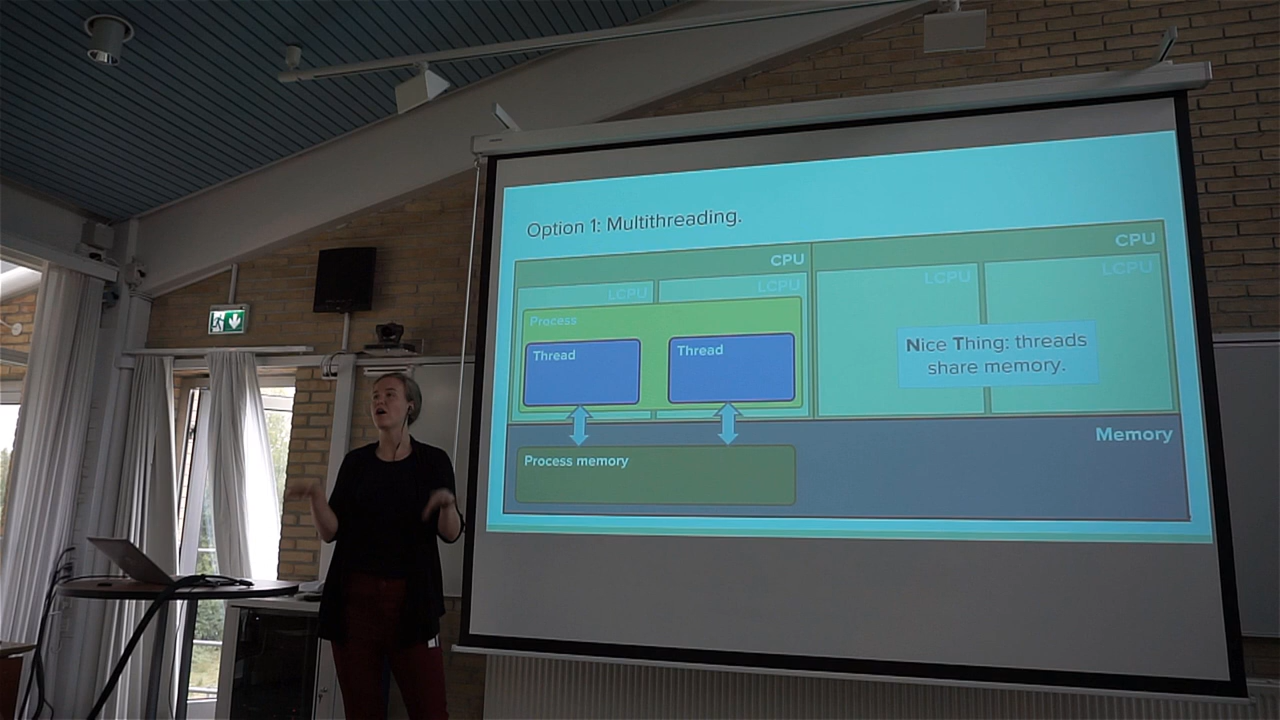 Option 1: Multithreading.
CPU
CPU
LCPU
LCPU
LCPU
LCPU
Process
Thread
Thread
Nice Thing: threads
share memory.
Memory
Process memory